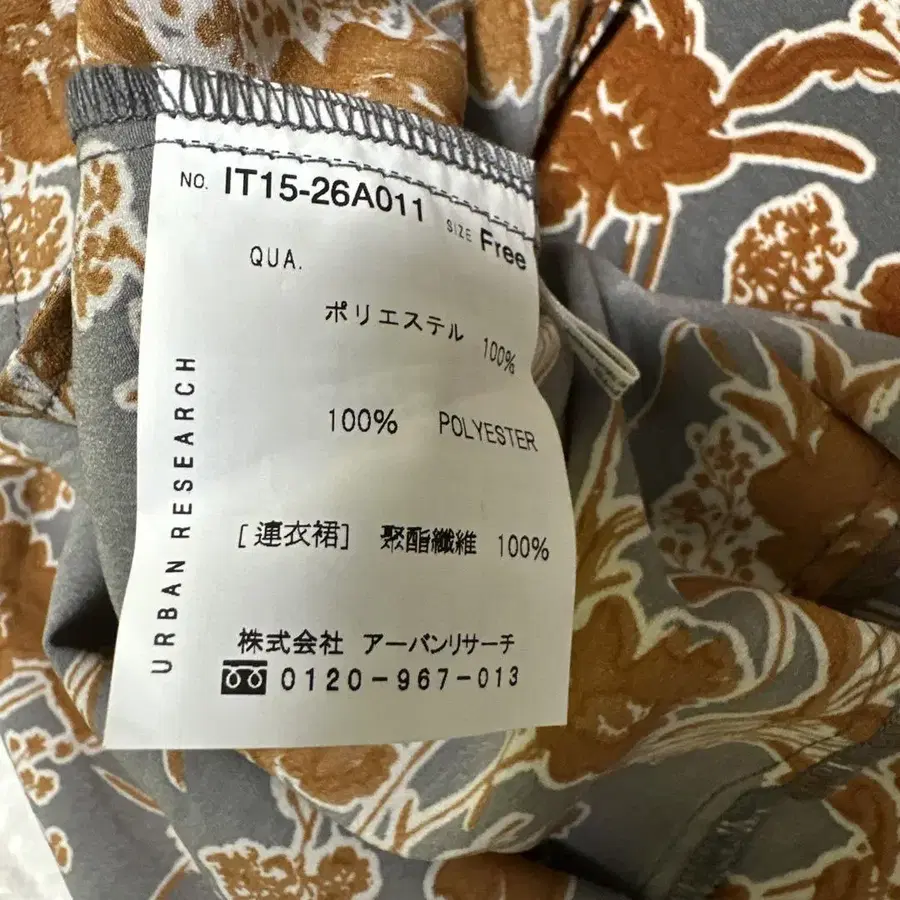 NO. IT15-26A011
SIZE Free
QUA.
ポリエステル 100%
100% POLYESTER
[連衣裙] 聚酯纖維 100%
株式会社 アーバンリサーチ
0120-967-013
URBAN RESEARCH